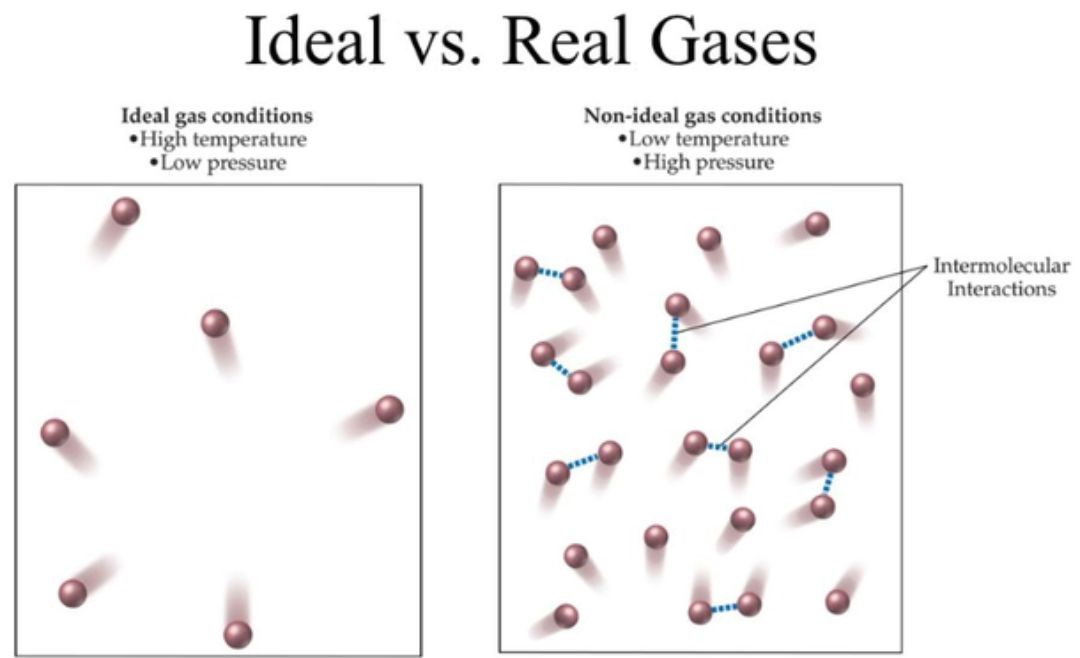 Ideal vs. Real Gases
Ideal gas conditions
•High temperature
•Low pressure
Non-ideal gas conditions
•Low temperature
•High pressure
Intermolecular
Interactions